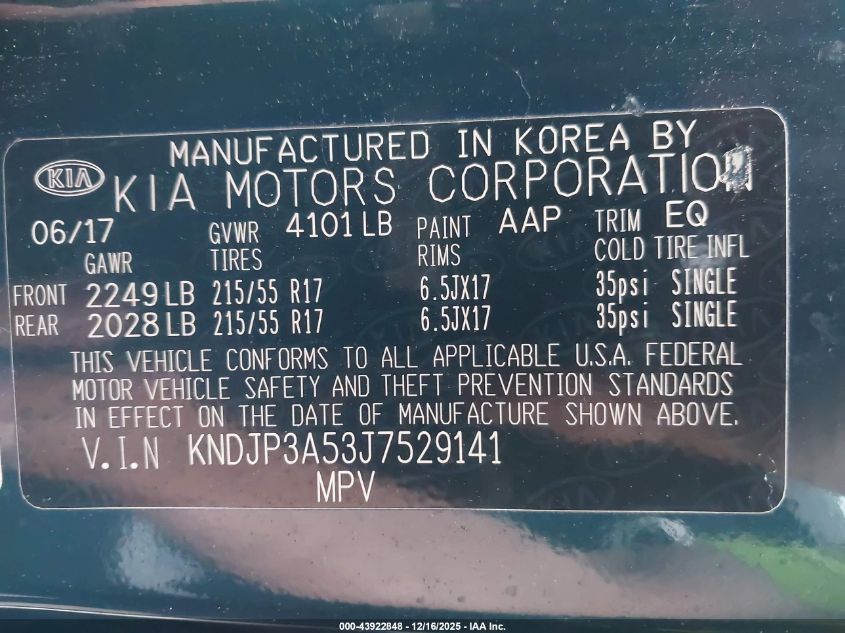 MANUFACTURED IN KOREA BY
KIA KIA MOTORS CORPORATION
06/17 GVWR 4101 LB PAINT AAP TRIM EQ
GAWR TIRES RIMS COLD TIRE INFL
FRONT 2249 LB 215/55 R17 6.5JX17 35psi SINGLE
REAR 2028 LB 215/55 R17 6.5JX17 35psi SINGLE
THIS VEHICLE CONFORMS TO ALL APPLICABLE U.S.A. FEDERAL
MOTOR VEHICLE SAFETY AND THEFT PREVENTION STANDARDS
IN EFFECT ON THE DATE OF MANUFACTURE SHOWN ABOVE.
V.I.N KNDJP3A53J7529141
MPV
000-43922848 - 12/16/2025 - IAA Inc.